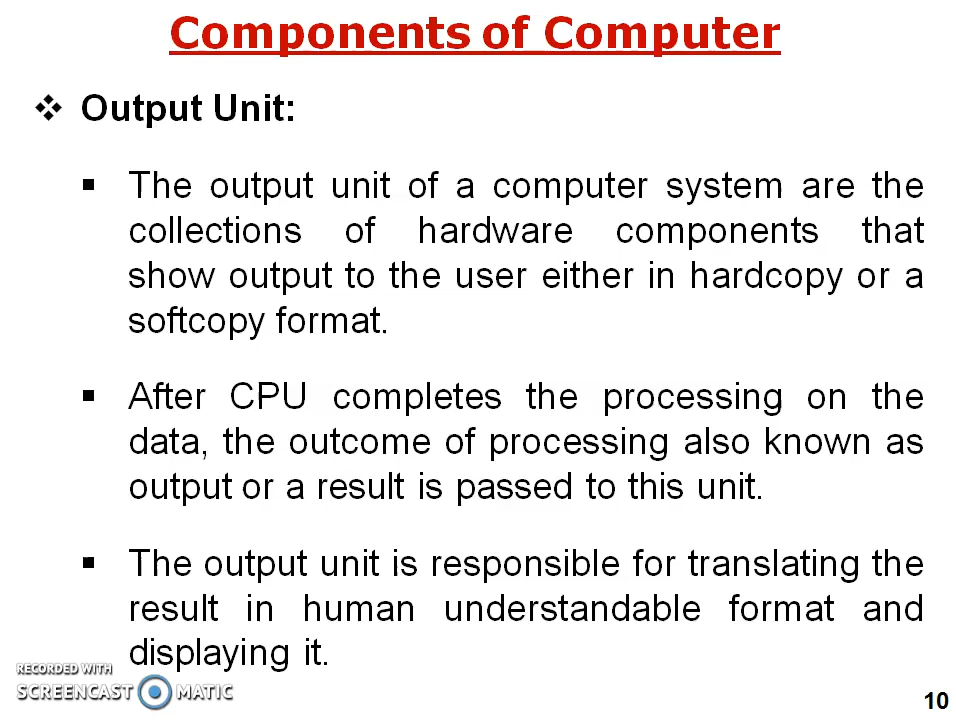 Components of Computer
❖ Output Unit:
▪ The output unit of a computer system are the
collections of hardware components that
show output to the user either in hardcopy or a
softcopy format.
▪ After CPU completes the processing on the
data, the outcome of processing also known as
output or a result is passed to this unit.
▪ The output unit is responsible for translating the
result in human understandable format and
displaying it.
RECORDED WITH
SCREENCAST MATIC
10